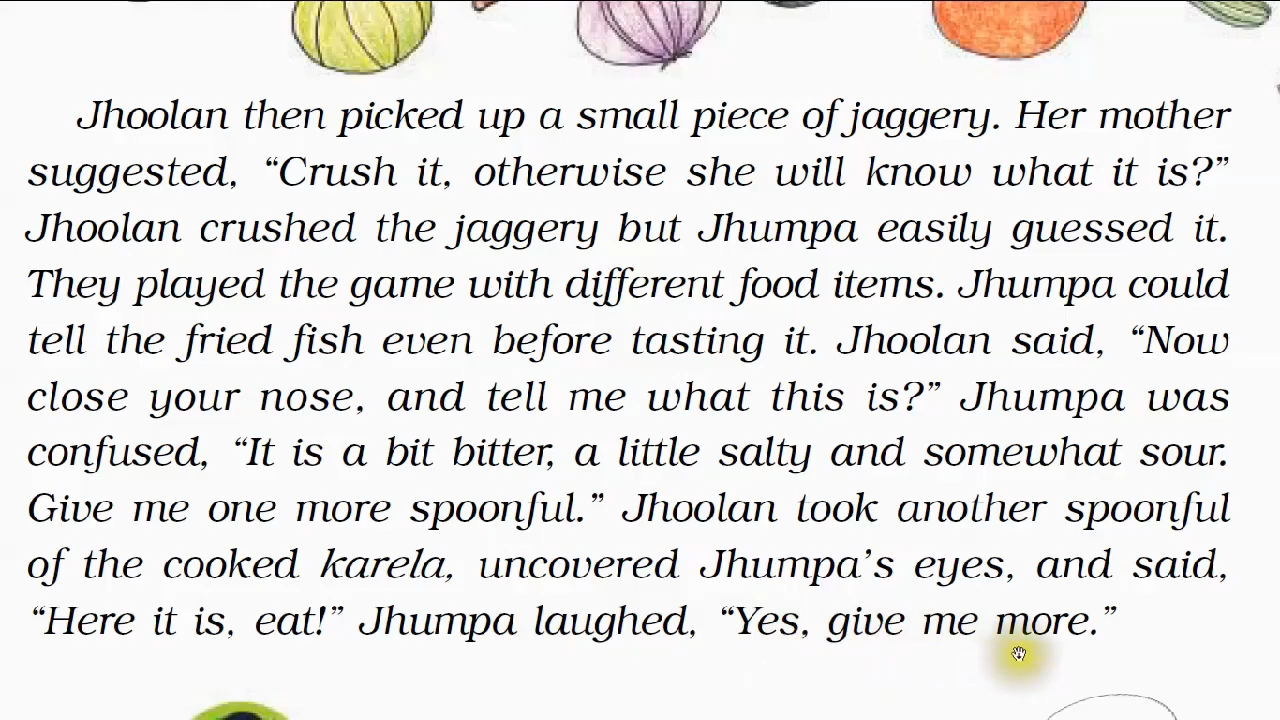 Jhoolan then picked up a small piece of jaggery. Her mother
suggested, “Crush it, otherwise she will know what it is?”
Jhoolan crushed the jaggery but Jhumpa easily guessed it.
They played the game with different food items. Jhumpa could
tell the fried fish even before tasting it. Jhoolan said, “Now
close your nose, and tell me what this is?” Jhumpa was
confused, “It is a bit bitter, a little salty and somewhat sour.
Give me one more spoonful.” Jhoolan took another spoonful
of the cooked karela, uncovered Jhumpa’s eyes, and said,
“Here it is, eat!” Jhumpa laughed, “Yes, give me more.”